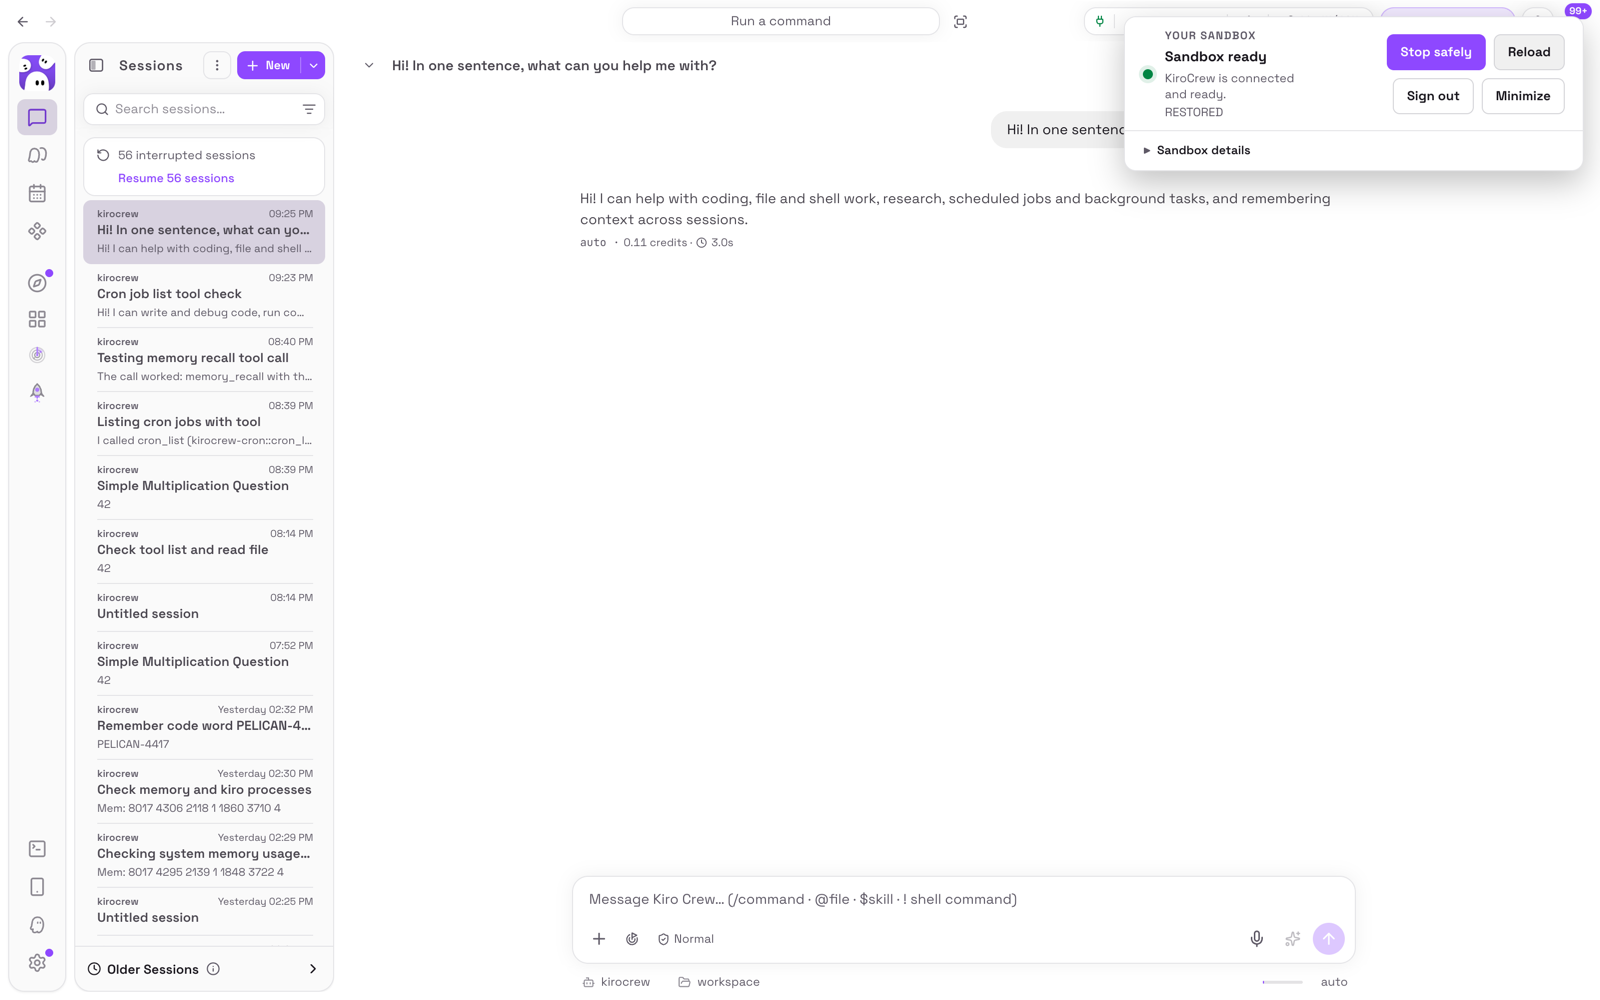 Run a command
99+
YOUR SANDBOX
Sandbox ready
KiroCrew is connected
and ready.
RESTORED
Stop safely
Reload
Sign out
Minimize
Sandbox details
Sessions
New
Search sessions...
56 interrupted sessions
Resume 56 sessions
kirocrew 09:25 PM
Hi! In one sentence, what can yo...
Hi! I can help with coding, file and shell ...
kirocrew 09:23 PM
Cron job list tool check
Hi! I can write and debug code, run co...
kirocrew 08:40 PM
Testing memory recall tool call
The call worked: memory_recall with th...
kirocrew 08:39 PM
Listing cron jobs with tool
I called cron_list (kirocrew-cron::cron_l...
kirocrew 08:39 PM
Simple Multiplication Question
42
kirocrew 08:14 PM
Check tool list and read file
42
kirocrew 08:14 PM
Untitled session
kirocrew 07:52 PM
Simple Multiplication Question
42
kirocrew Yesterday 02:32 PM
Remember code word PELICAN-4...
PELICAN-4417
kirocrew Yesterday 02:30 PM
Check memory and kiro processes
Mem: 8017 4306 2118 1 1860 3710 4
kirocrew Yesterday 02:29 PM
Checking system memory usage...
Mem: 8017 4295 2139 1 1848 3722 4
kirocrew Yesterday 02:25 PM
Untitled session
Older Sessions
Hi! In one sentence, what can you help me with?
Hi! In one sentenc
Hi! I can help with coding, file and shell work, research, scheduled jobs and background tasks, and remembering
context across sessions.
auto · 0.11 credits · 3.0s
Message Kiro Crew... (/command · @file · $skill · ! shell command)
Normal
kirocrew
workspace
auto